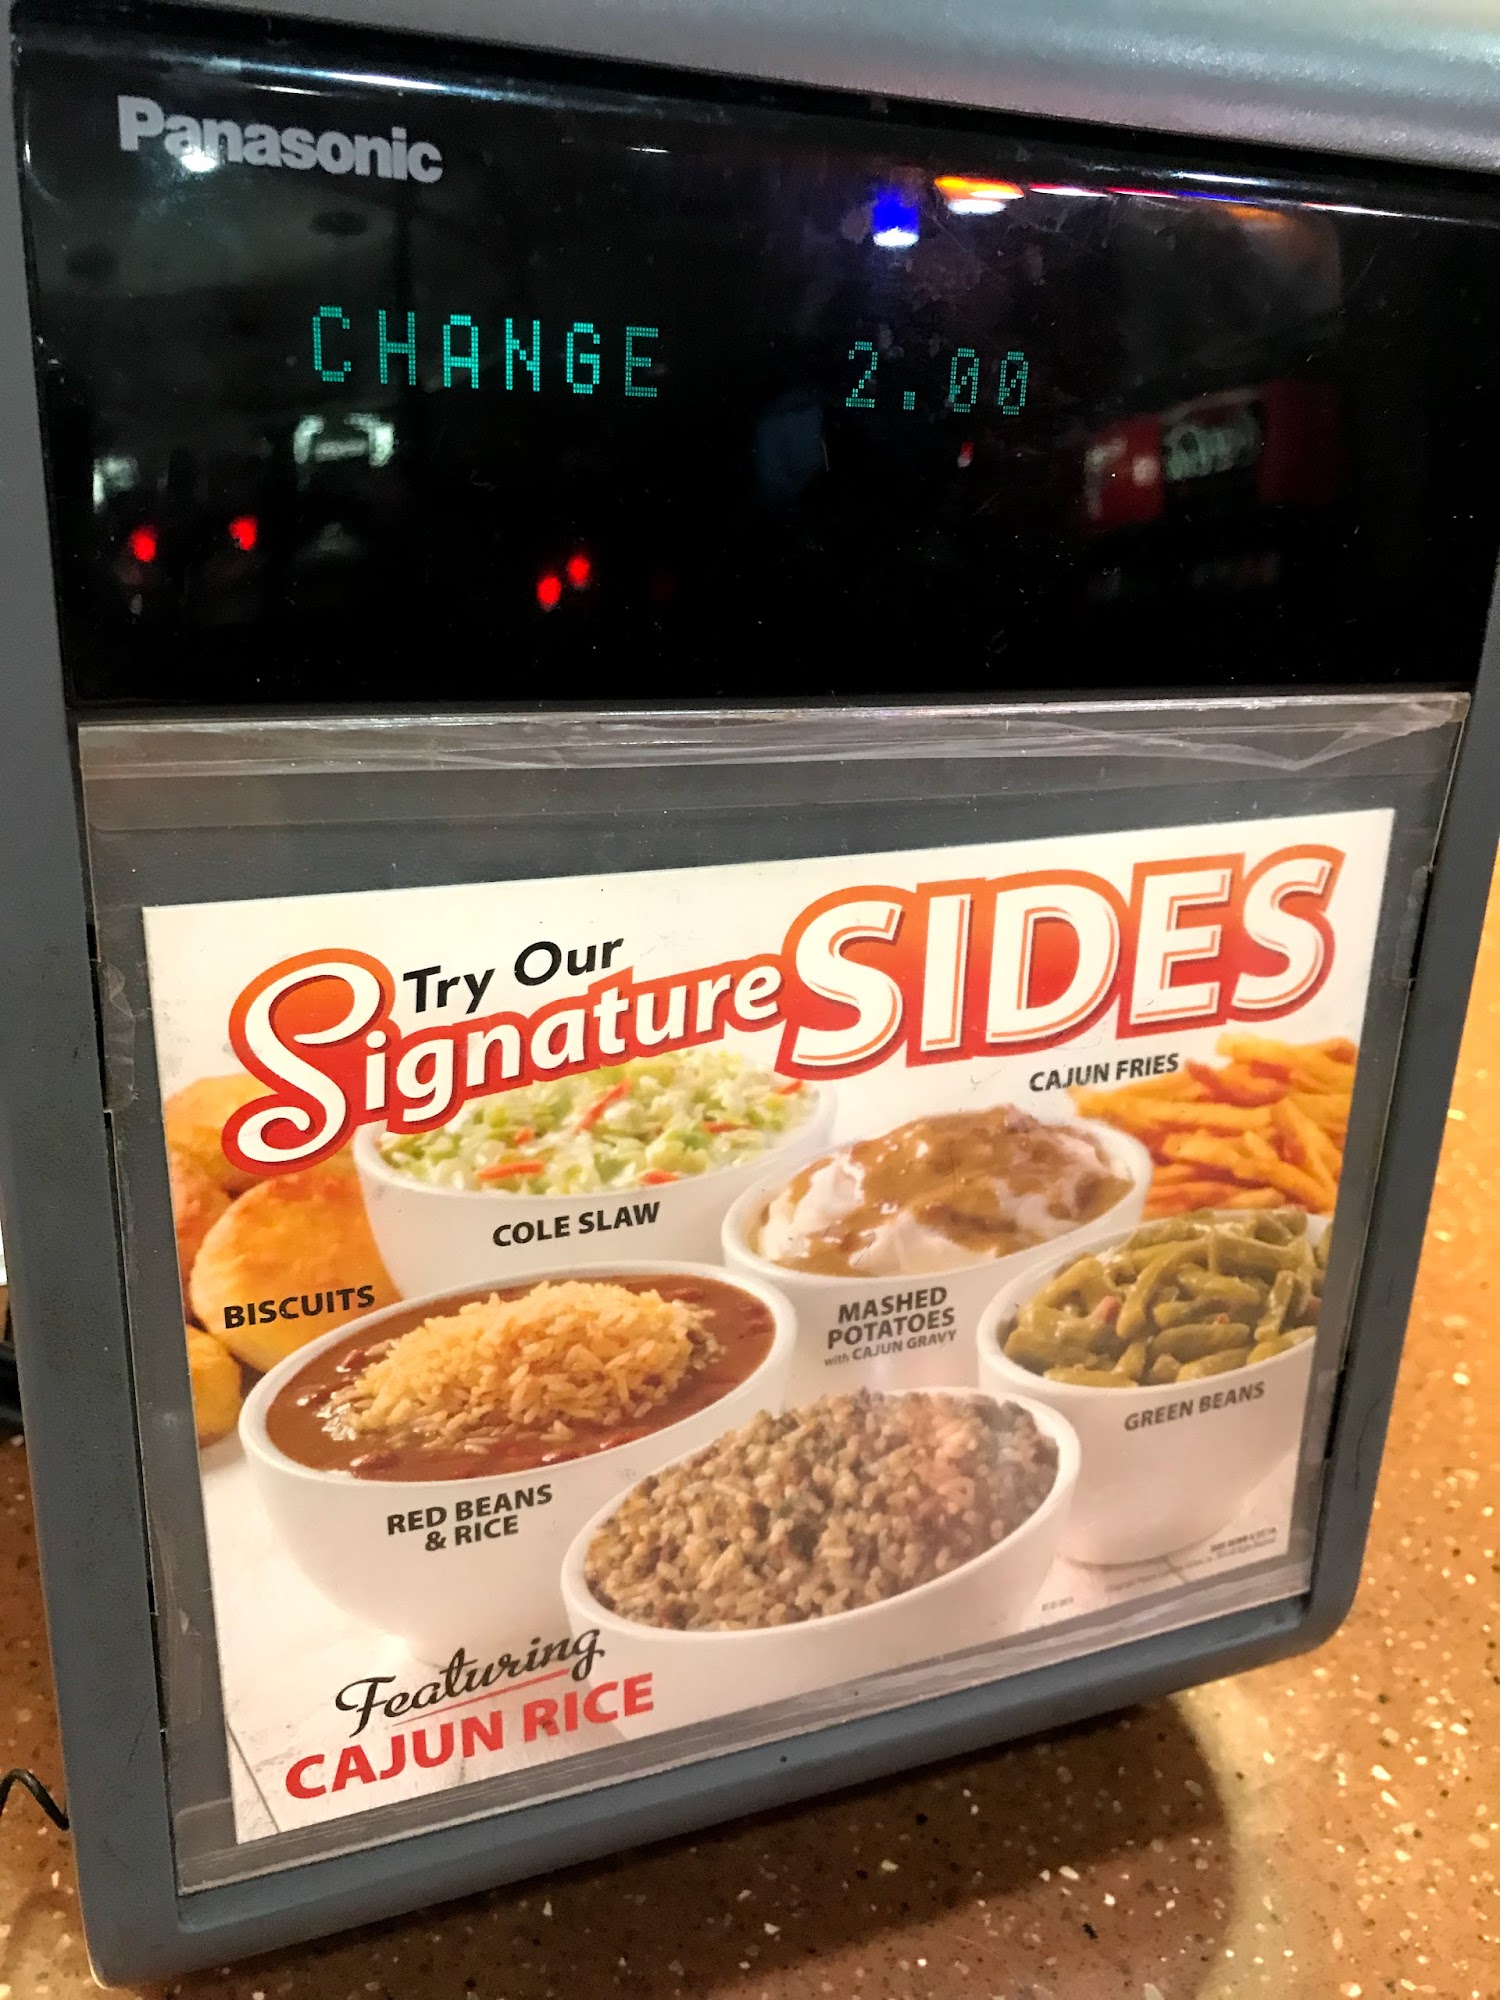 Panasonic
CHANGE 2.00
Try Our
Signature SIDES
CAJUN FRIES
COLE SLAW
BISCUITS
MASHED
POTATOES
with CAJUN GRAVY
GREEN BEANS
RED BEANS
& RICE
Featuring
CAJUN RICE